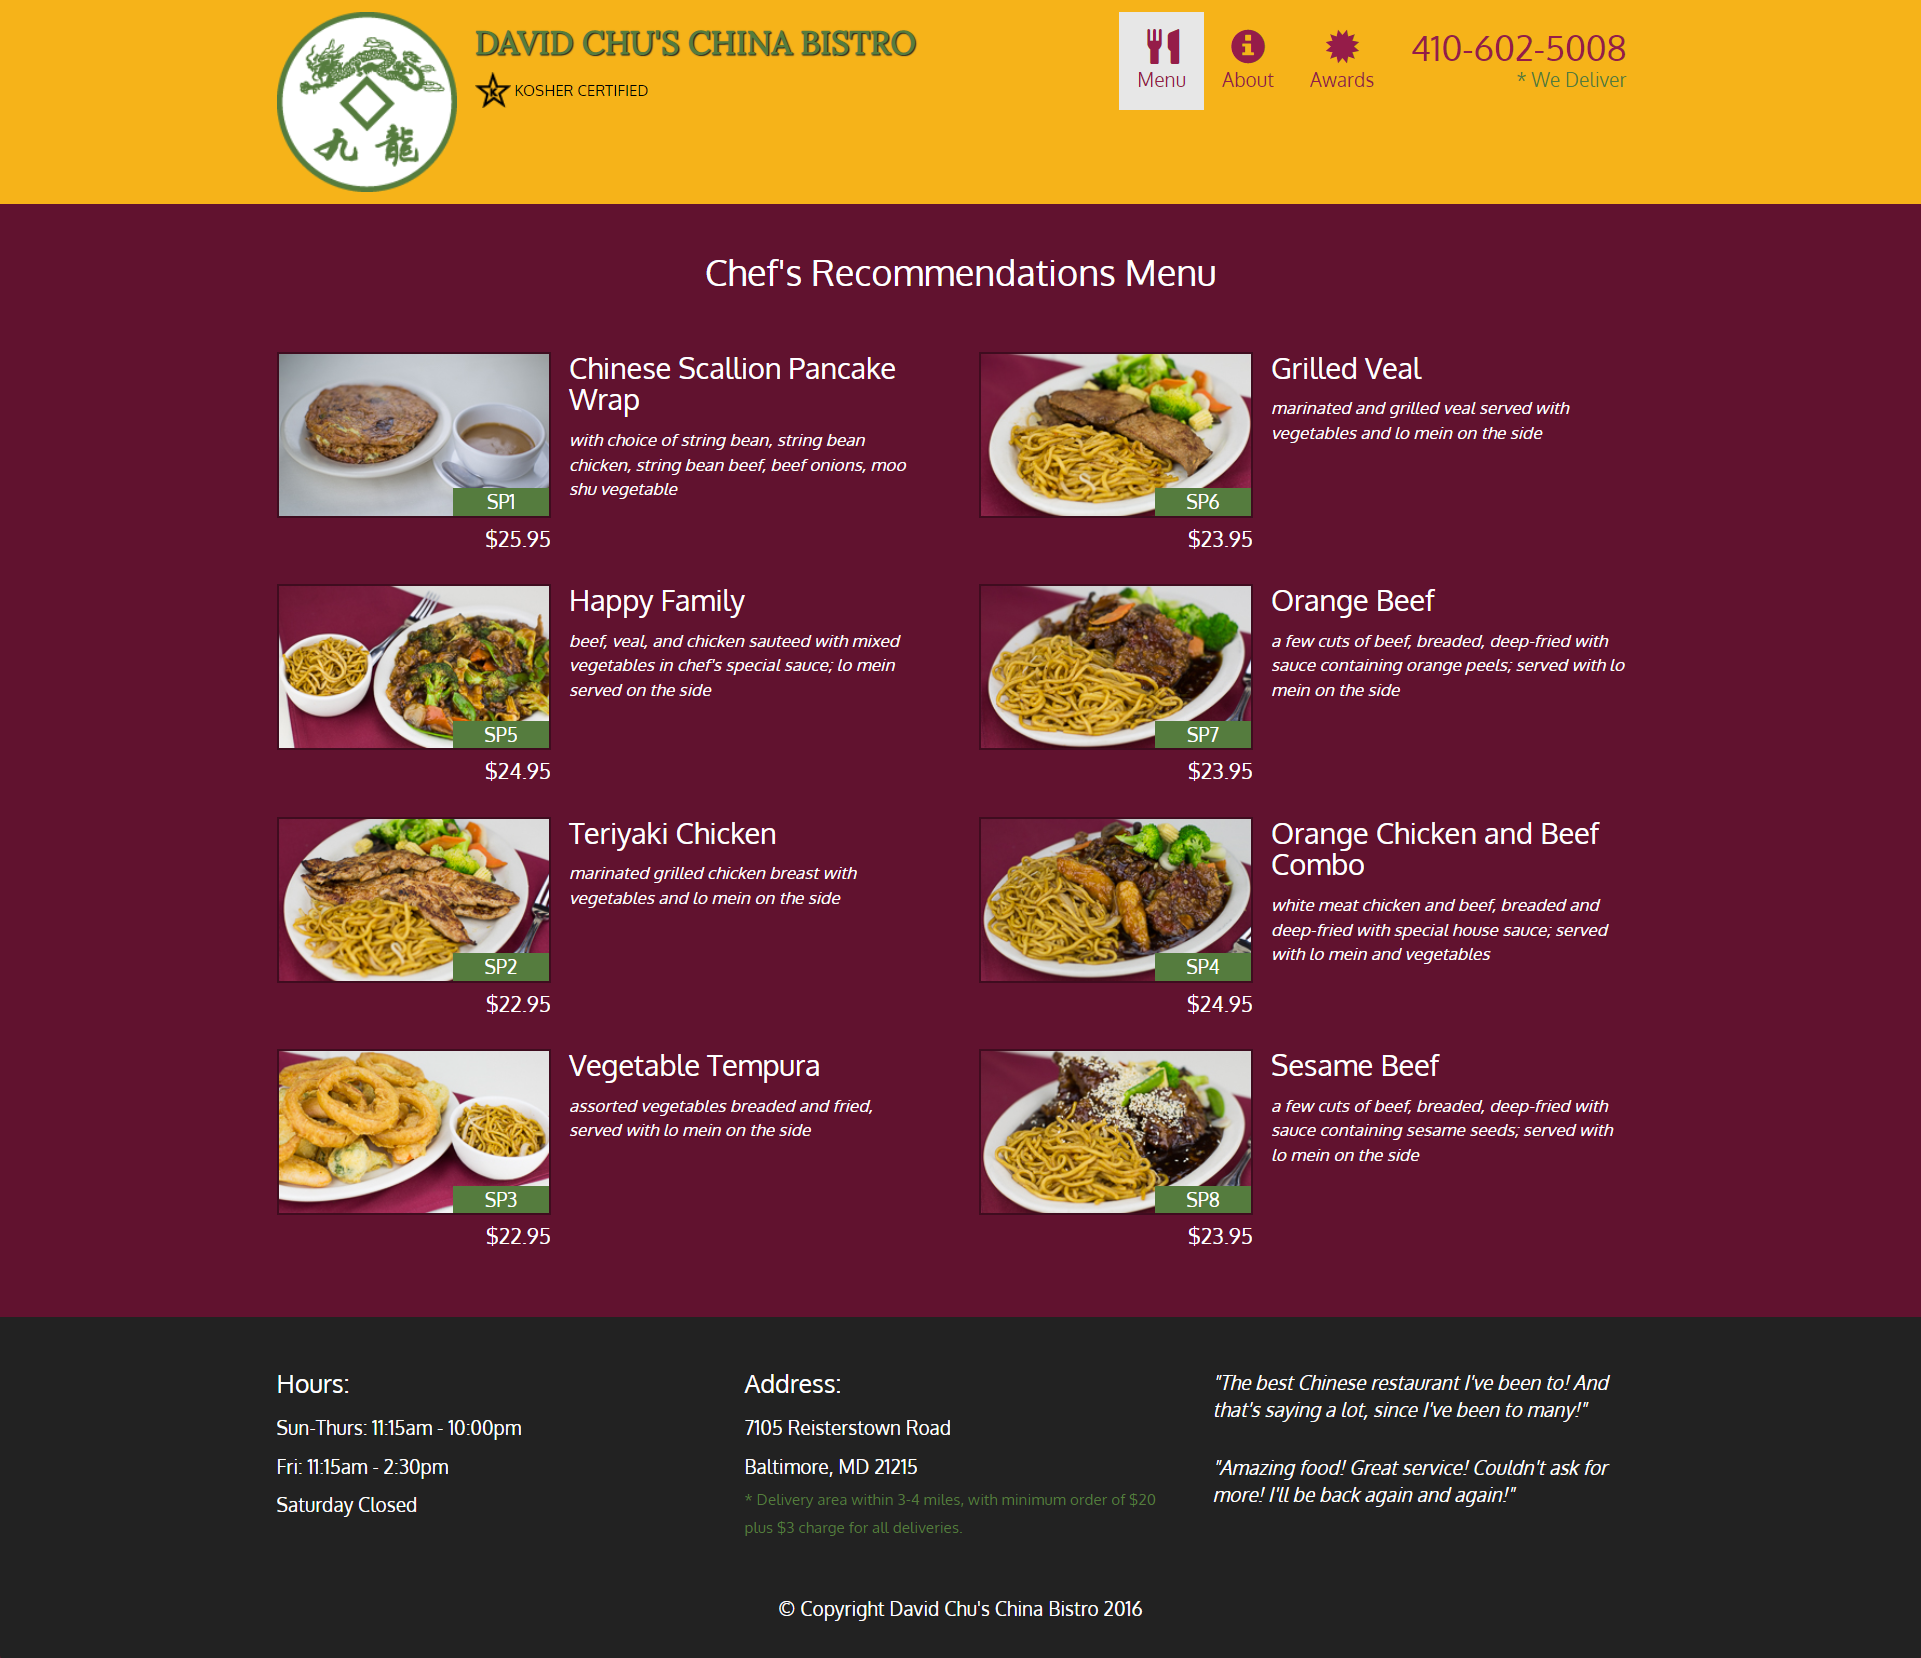 九 龍
DAVID CHU'S CHINA BISTRO
K
KOSHER CERTIFIED
Menu
About
Awards
410-602-5008
* We Deliver
Chef's Recommendations Menu
SP1
$25.95
Chinese Scallion Pancake
Wrap
with choice of string bean, string bean
chicken, string bean beef, beef onions, moo
shu vegetable
SP6
$23.95
Grilled Veal
marinated and grilled veal served with
vegetables and lo mein on the side
SP5
$24.95
Happy Family
beef, veal, and chicken sauteed with mixed
vegetables in chef's special sauce; lo mein
served on the side
SP7
$23.95
Orange Beef
a few cuts of beef, breaded, deep-fried with
sauce containing orange peels; served with lo
mein on the side
SP2
$22.95
Teriyaki Chicken
marinated grilled chicken breast with
vegetables and lo mein on the side
SP4
$24.95
Orange Chicken and Beef
Combo
white meat chicken and beef, breaded and
deep-fried with special house sauce; served
with lo mein and vegetables
SP3
$22.95
Vegetable Tempura
assorted vegetables breaded and fried,
served with lo mein on the side
SP8
$23.95
Sesame Beef
a few cuts of beef, breaded, deep-fried with
sauce containing sesame seeds; served with
lo mein on the side
Hours:
Sun-Thurs: 11:15am - 10:00pm
Fri: 11:15am - 2:30pm
Saturday Closed
Address:
7105 Reisterstown Road
Baltimore, MD 21215
* Delivery area within 3-4 miles, with minimum order of $20
plus $3 charge for all deliveries.
"The best Chinese restaurant I've been to! And
that's saying a lot, since I've been to many!"
"Amazing food! Great service! Couldn't ask for
more! I'll be back again and again!"
© Copyright David Chu's China Bistro 2016